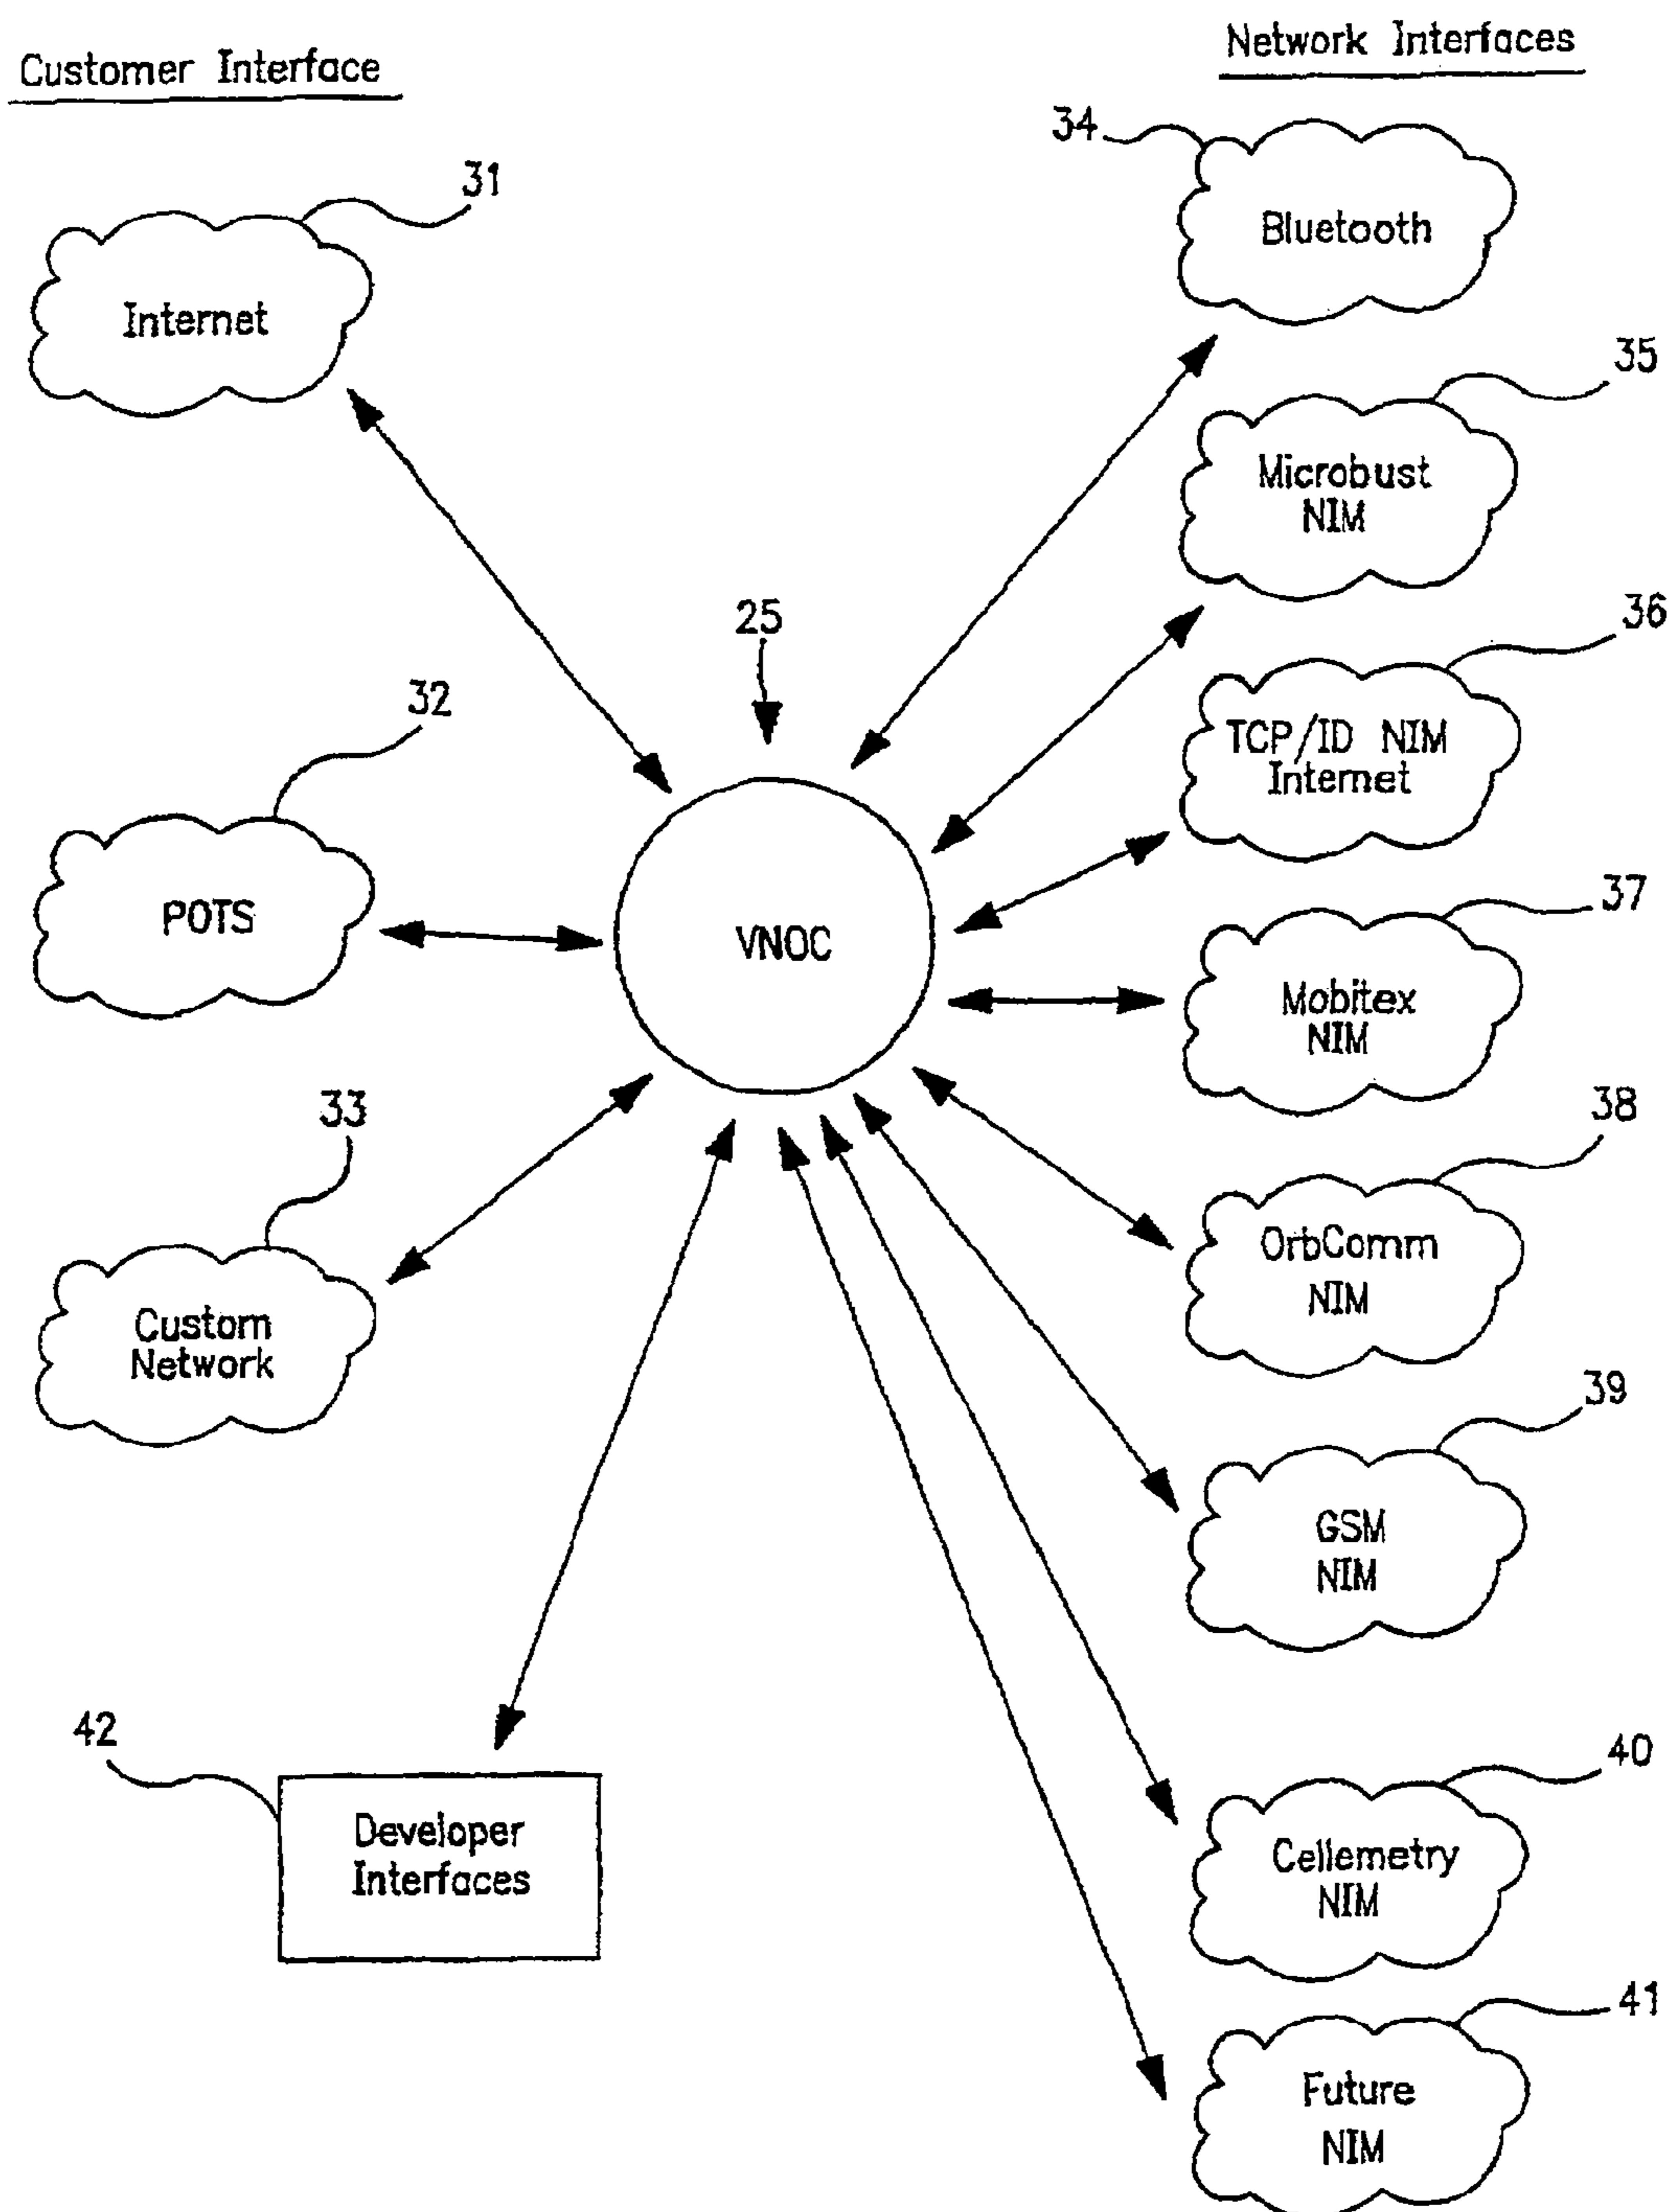 Customer Interface
Network Interfaces
31
Internet
32
POTS
33
Custom
Network
25
VNOC
42
Developer
Interfaces
34
Bluetooth
35
Microbust
NIM
36
TCP/ID NIM
Internet
37
Mobitex
NIM
38
OrbComm
NIM
39
GSM
NIM
40
Cellemetry
NIM
41
Future
NIM